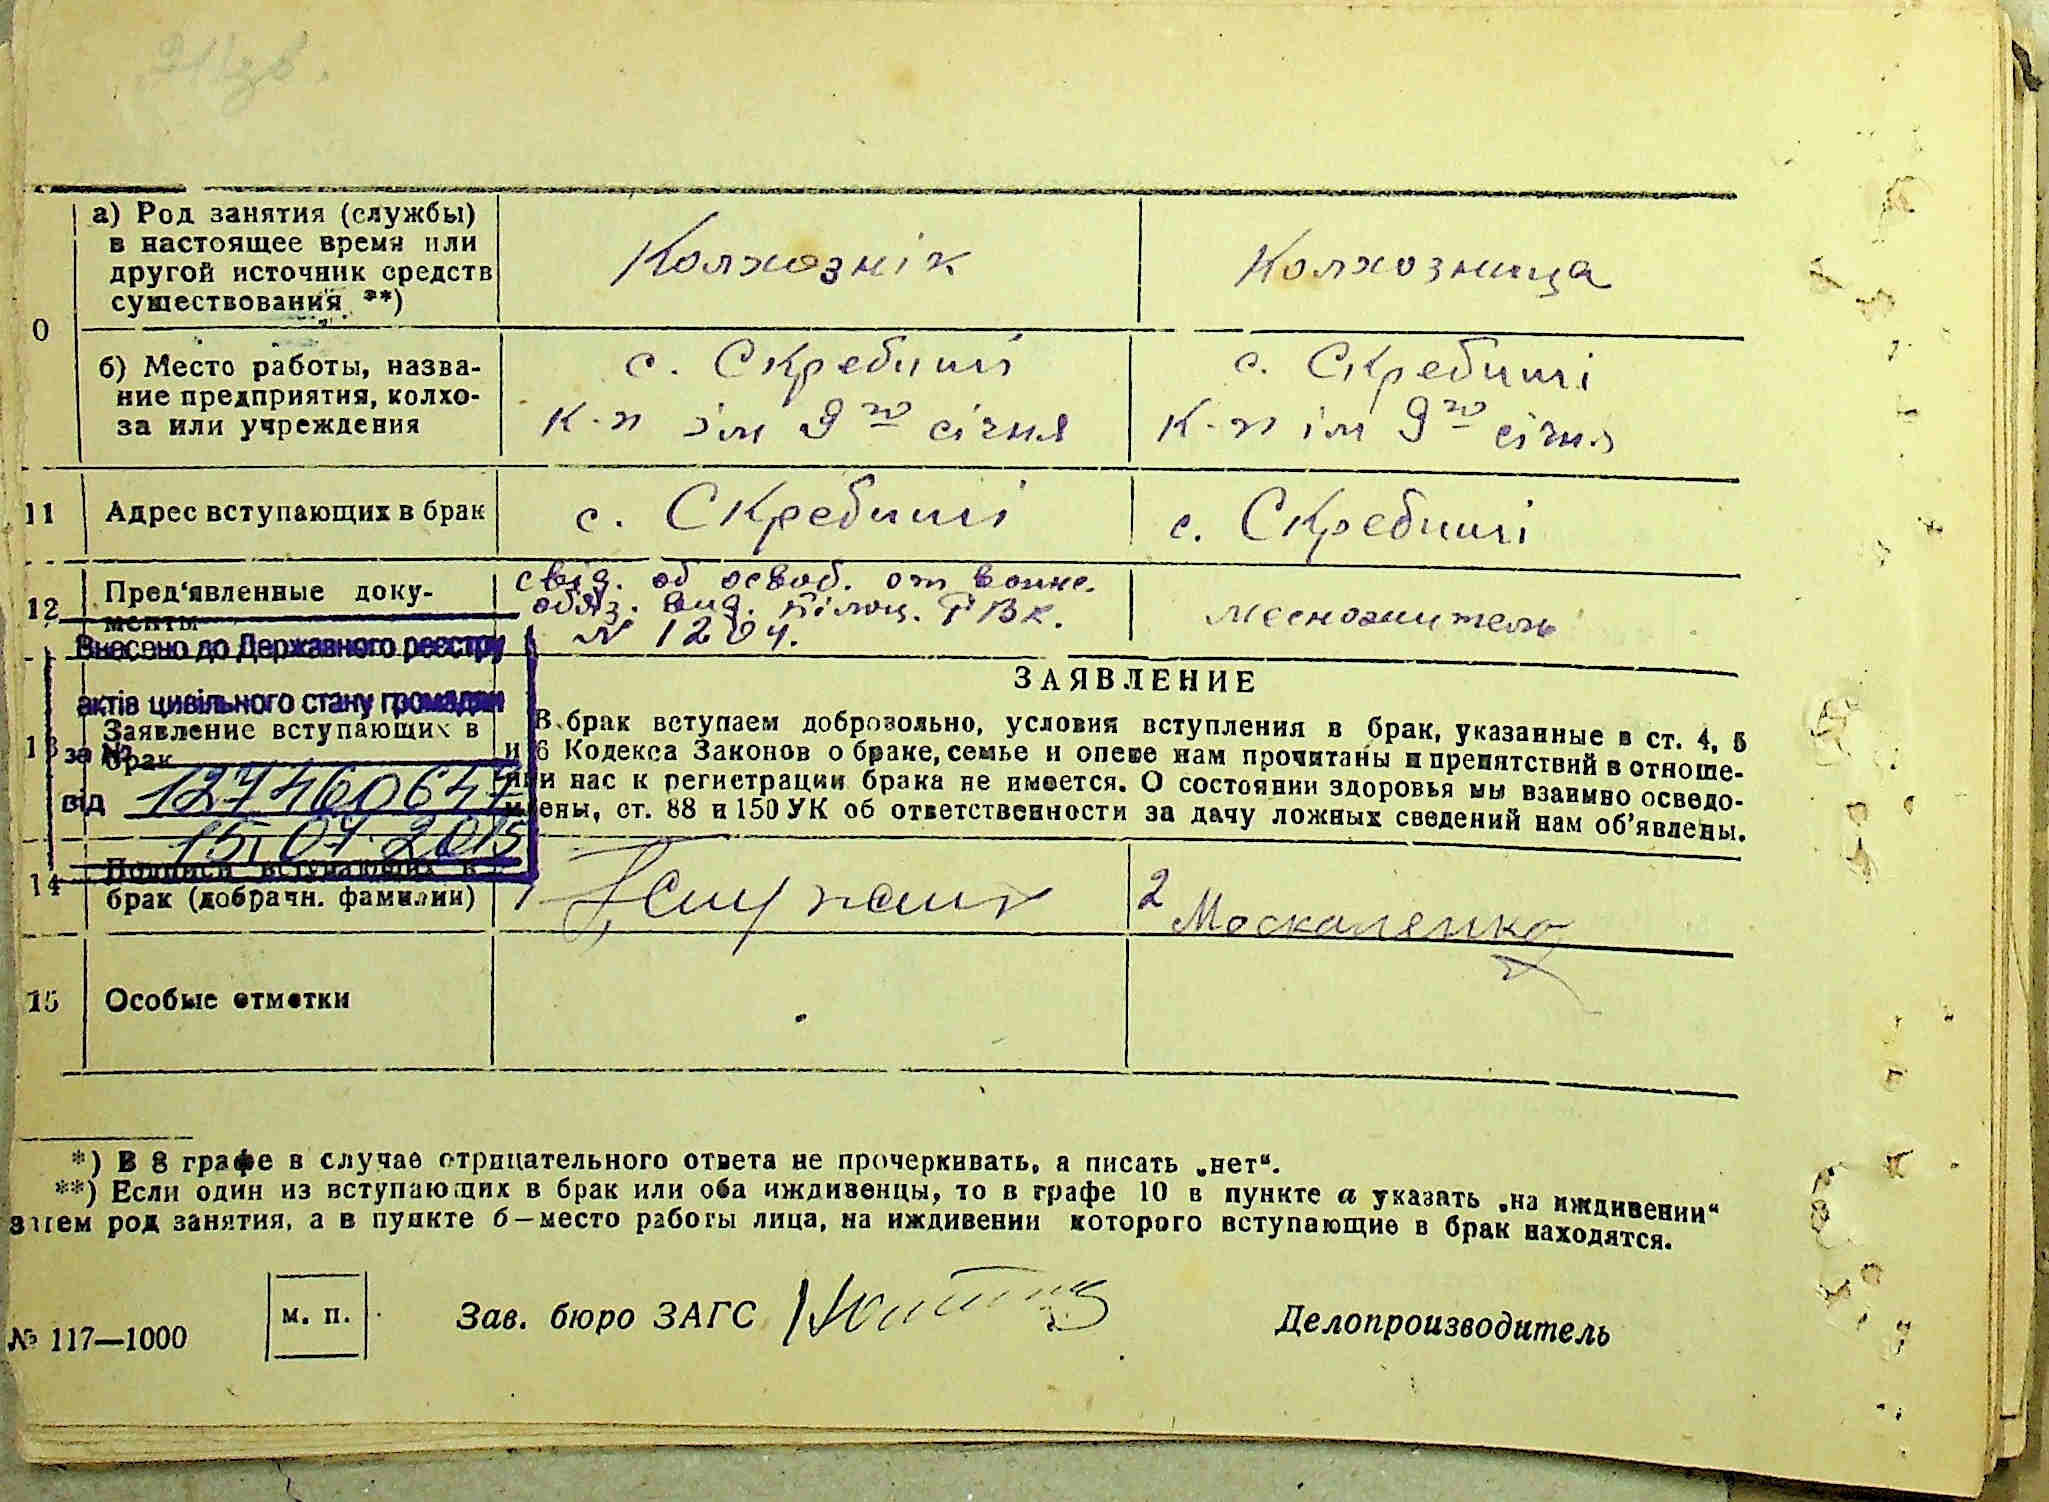 0
а) Род занятия (службы)
в настоящее время или
другой источник средств
существования **)
Колхознік
Колхозница
б) Место работы, назва-
ние предприятия, колхо-
за или учреждения
с. Скребиші
к-п ім 9го січня
с. Скребиші
к-п ім 9го січня
11
Адрес вступающих в брак
с. Скребиші
с. Скребиші
12
Пред'явленные доку-
менты
свід. об освоб. от воинс.
обяз. вид. Білоц. РВК.
N 1204.
месножитель
Внесено до Державного реєстру
актів цивільного стану громадян
за №
127460647
від
15.07.2015
13
Заявление вступающих в
брак
ЗАЯВЛЕНИЕ
В брак вступаем добровольно, условия вступления в брак, указанные в ст. 4, 5
и 6 Кодекса Законов о браке, семье и опеке нам прочитаны и препятствий в отноше-
нии нас к регистрации брака не имеется. О состоянии здоровья мы взаимно осведо-
млены, ст. 88 и 150 УК об ответственности за дачу ложных сведений нам об'явлены.
14
Подписи вступающих в
брак (добрачн. фамилии)
1
2 Москаленко
15
Особые отметки
*) В 8 графе в случае отрицательного ответа не прочеркивать, а писать „нет“.
**) Если один из вступающих в брак или оба иждивенцы, то в графе 10 в пункте а указать „на иждивении“
затем род занятия, а в пункте б—место работы лица, на иждивении которого вступающие в брак находятся.
м. п.
Зав. бюро ЗАГС
Делопроизводитель
№ 117—1000